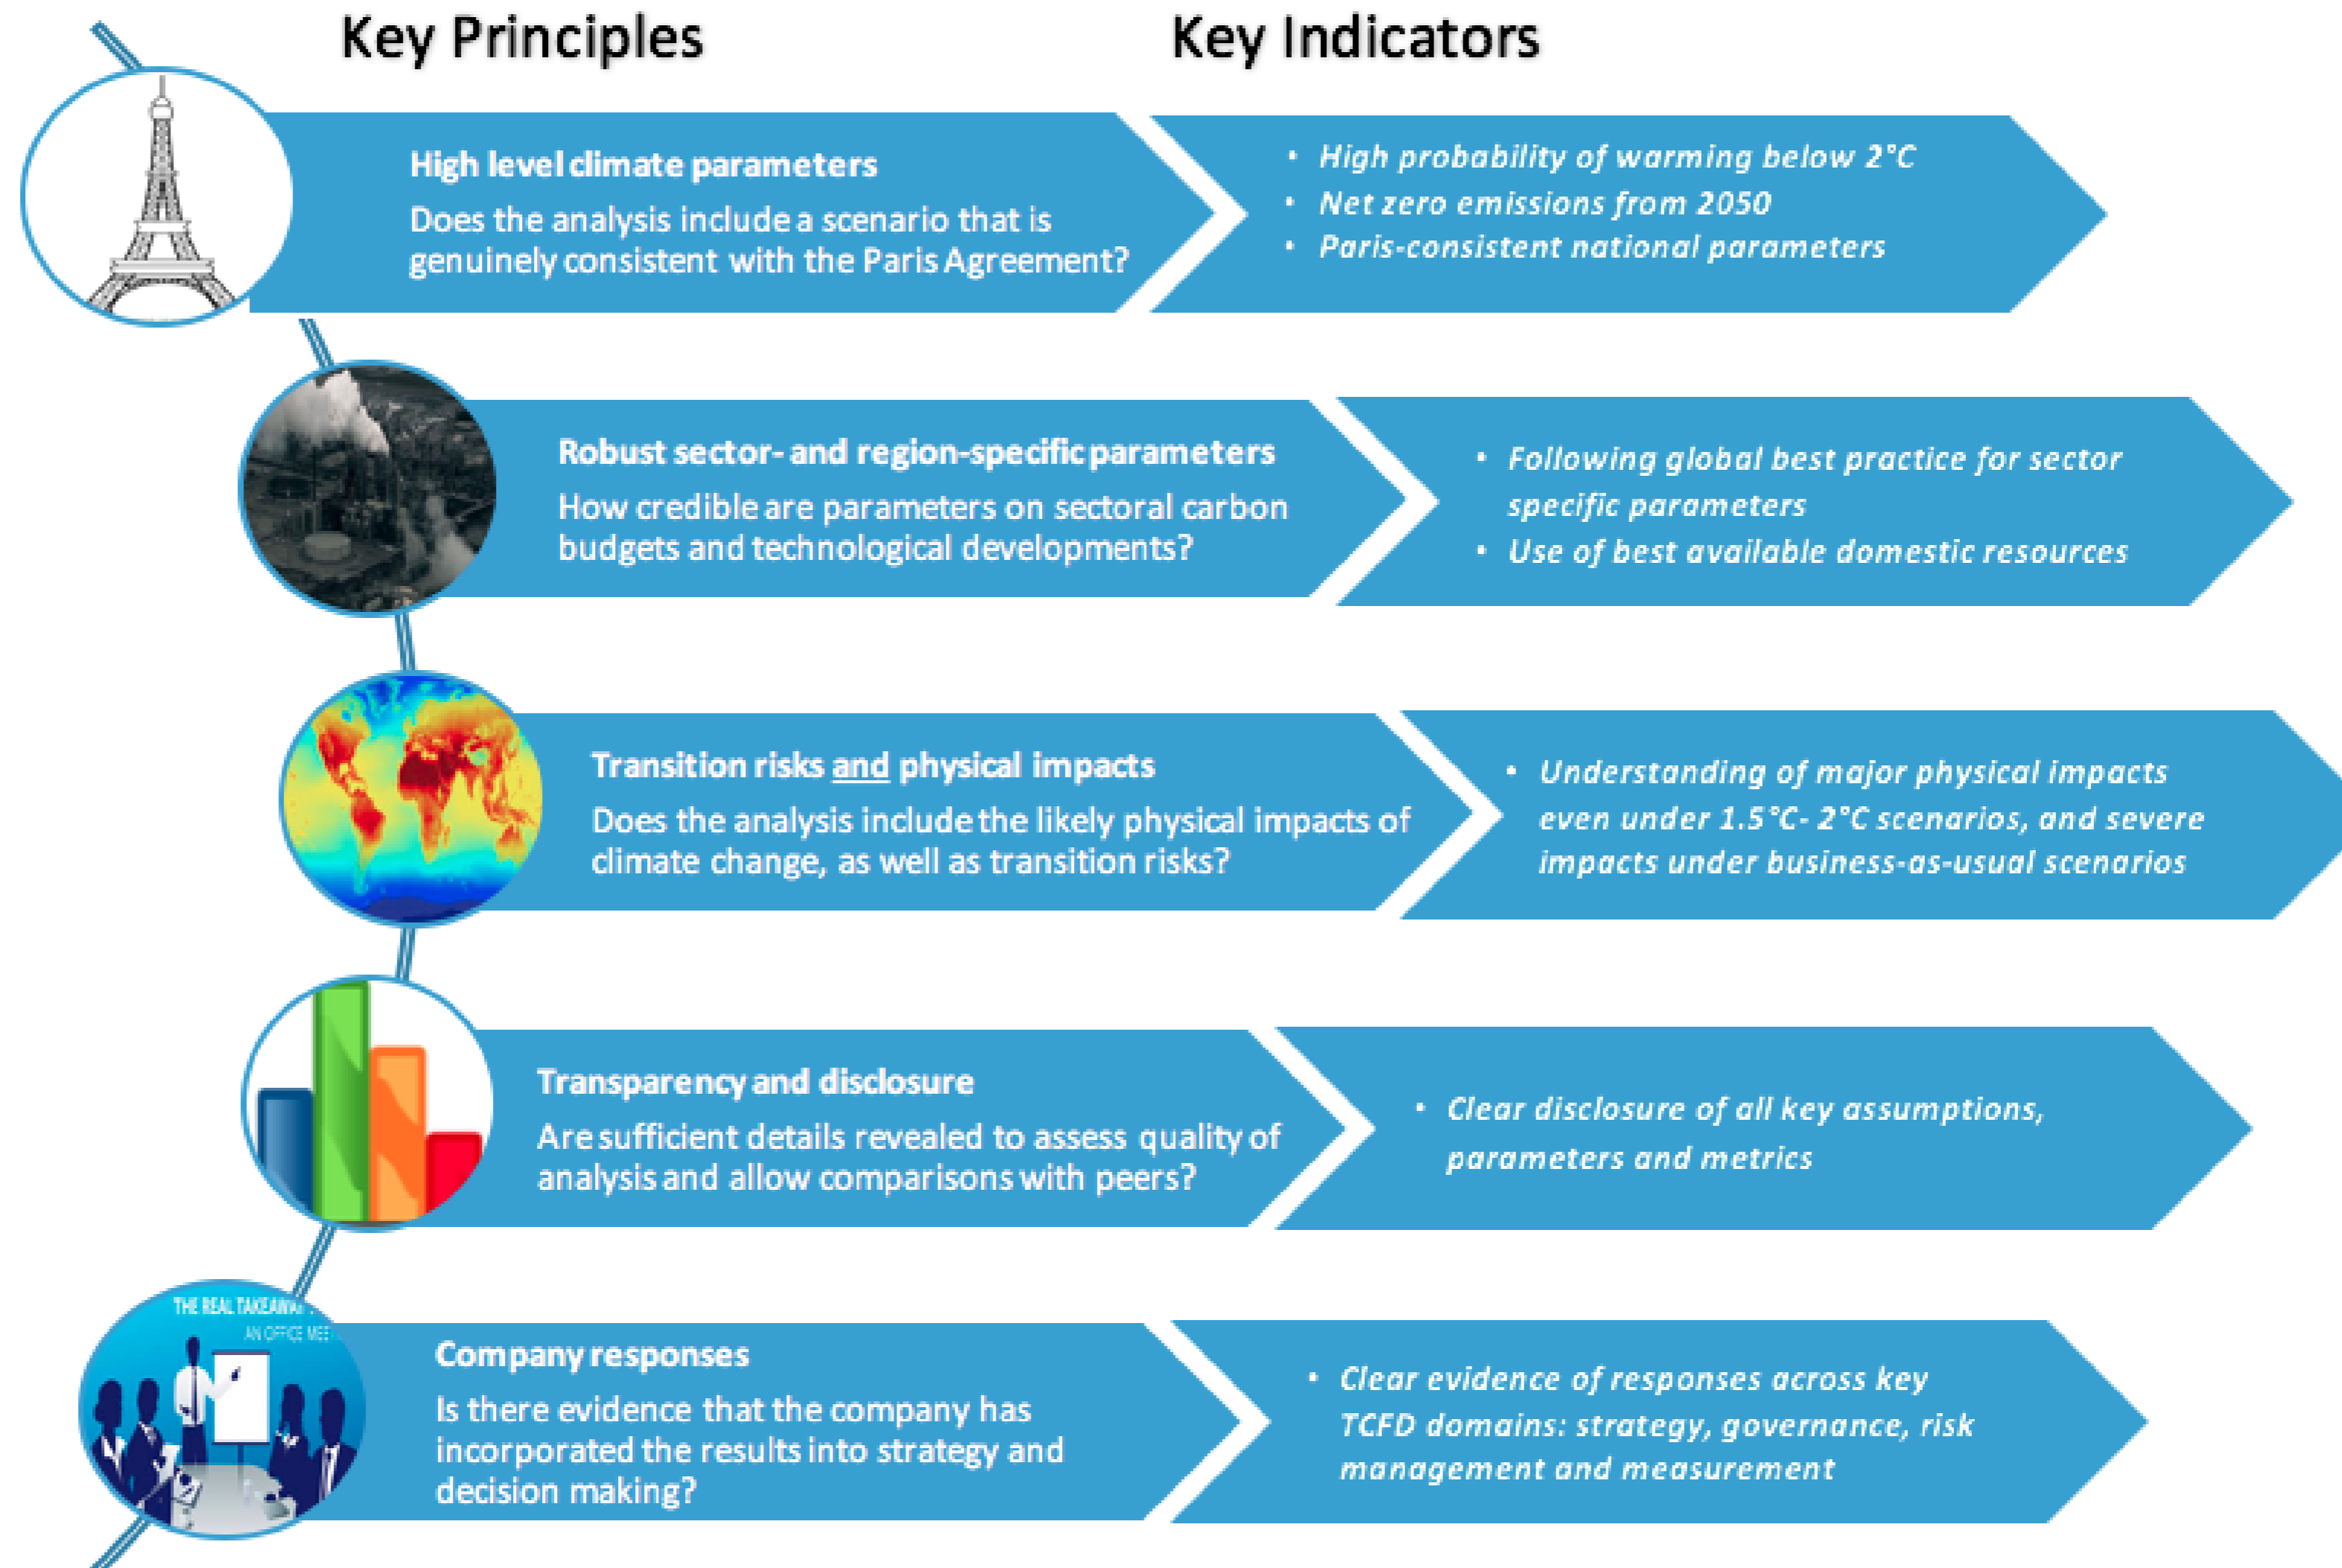 Key Principles
Key Indicators
High level climate parameters
Does the analysis include a scenario that is
genuinely consistent with the Paris Agreement?
• High probability of warming below 2°C
• Net zero emissions from 2050
• Paris-consistent national parameters
Robust sector- and region-specific parameters
How credible are parameters on sectoral carbon
budgets and technological developments?
• Following global best practice for sector
specific parameters
• Use of best available domestic resources
Transition risks and physical impacts
Does the analysis include the likely physical impacts of
climate change, as well as transition risks?
• Understanding of major physical impacts
even under 1.5°C- 2°C scenarios, and severe
impacts under business-as-usual scenarios
Transparency and disclosure
Are sufficient details revealed to assess quality of
analysis and allow comparisons with peers?
• Clear disclosure of all key assumptions,
parameters and metrics
THE REAL TAKEAWA
AN OFFICE MEE
Company responses
Is there evidence that the company has
incorporated the results into strategy and
decision making?
• Clear evidence of responses across key
TCFD domains: strategy, governance, risk
management and measurement